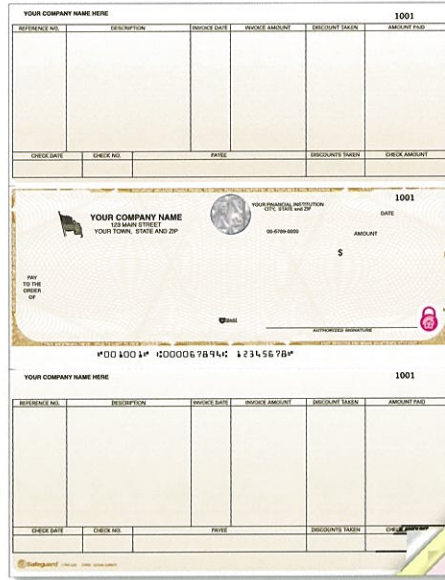 YOUR COMPANY NAME HERE 1001
REFERENCE NO. DESCRIPTION INVOICE DATE INVOICE AMOUNT DISCOUNT TAKEN AMOUNT PAID
CHECK DATE CHECK NO. PAYEE DISCOUNTS TAKEN CHECK AMOUNT
1001
YOUR FINANCIAL INSTITUTION
CITY, STATE and ZIP
DATE
YOUR COMPANY NAME
123 MAIN STREET
YOUR TOWN, STATE AND ZIP
00-6789-0000
AMOUNT
$
PAY
TO THE
ORDER
OF
AUTHORIZED SIGNATURE
⑈001001⑈ ⑆000067894⑆ 12345678⑈
YOUR COMPANY NAME HERE 1001
REFERENCE NO. DESCRIPTION INVOICE DATE INVOICE AMOUNT DISCOUNT TAKEN AMOUNT PAID
CHECK DATE CHECK NO. PAYEE DISCOUNTS TAKEN
Safeguard